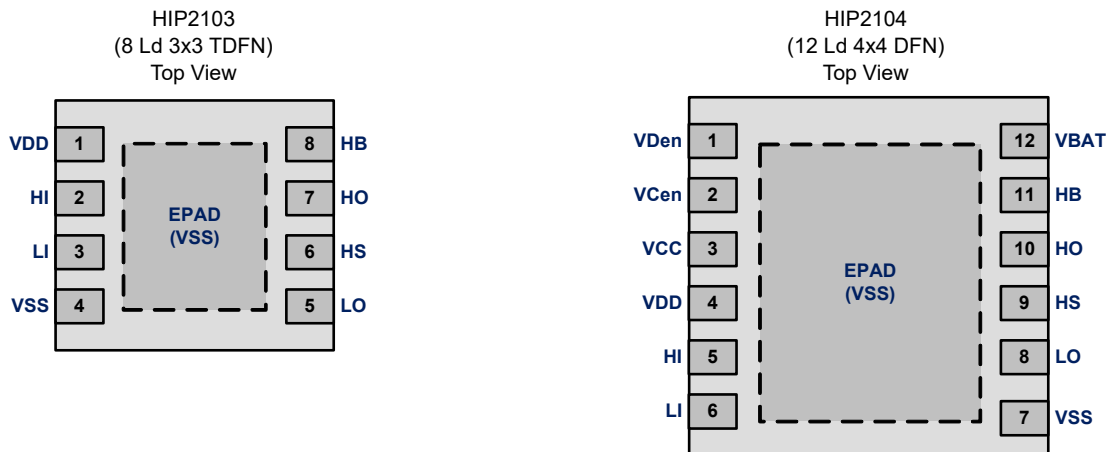 HIP2103
(8 Ld 3x3 TDFN)
Top View
VDD 1
8 HB
HI 2
7 HO
LI 3
6 HS
VSS 4
5 LO
EPAD
(VSS)
HIP2104
(12 Ld 4x4 DFN)
Top View
VDen 1
12 VBAT
VCen 2
11 HB
VCC 3
10 HO
VDD 4
9 HS
HI 5
8 LO
LI 6
7 VSS
EPAD
(VSS)